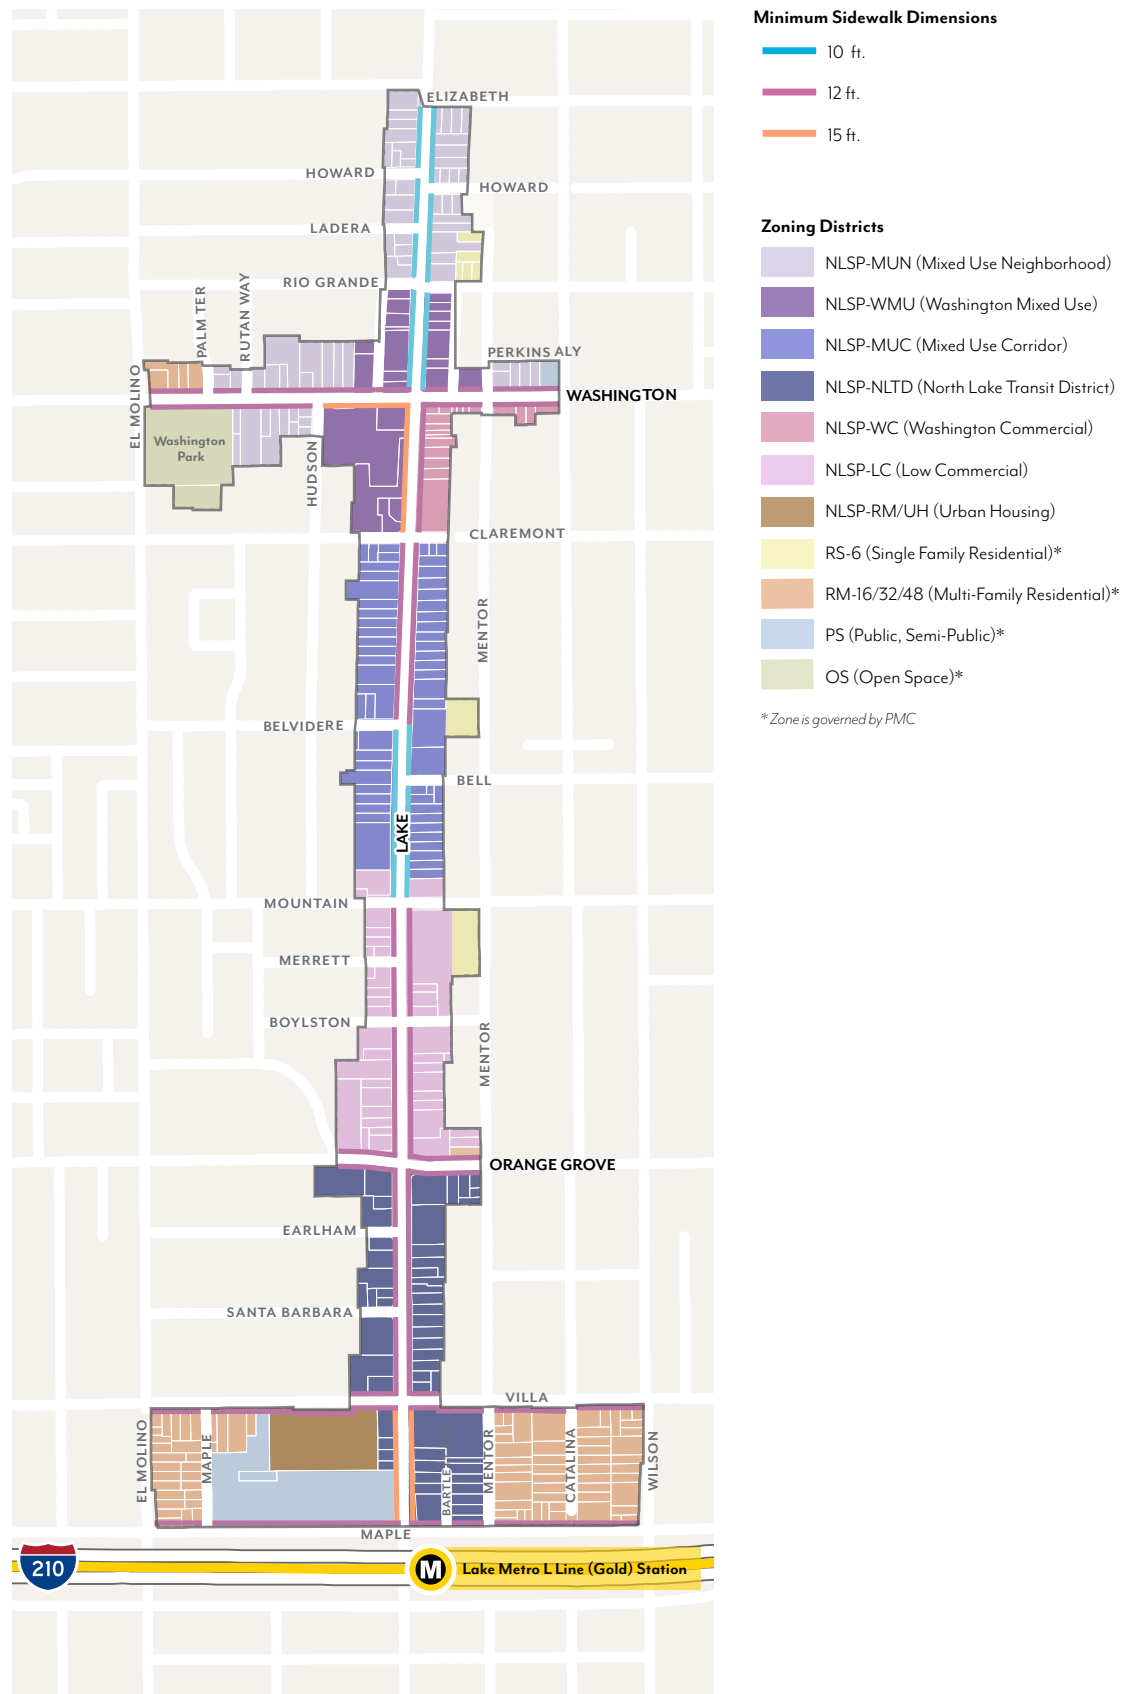 Minimum Sidewalk Dimensions
10 ft.
12 ft.
15 ft.
Zoning Districts
NLSP-MUN (Mixed Use Neighborhood)
NLSP-WMU (Washington Mixed Use)
NLSP-MUC (Mixed Use Corridor)
NLSP-NLTD (North Lake Transit District)
NLSP-WC (Washington Commercial)
NLSP-LC (Low Commercial)
NLSP-RM/UH (Urban Housing)
RS-6 (Single Family Residential)*
RM-16/32/48 (Multi-Family Residential)*
PS (Public, Semi-Public)*
OS (Open Space)*
* Zone is governed by PMC
ELIZABETH
HOWARD
HOWARD
LADERA
RIO GRANDE
PALM TER
RUTAN WAY
PERKINS ALY
EL MOLINO
WASHINGTON
Washington
Park
HUDSON
CLAREMONT
MENTOR
BELVIDERE
BELL
LAKE
MOUNTAIN
MERRETT
BOYLSTON
MENTOR
ORANGE GROVE
EARLHAM
SANTA BARBARA
VILLA
EL MOLINO
MAPLE
MENTOR
CATALINA
WILSON
MAPLE
210
M
Lake Metro L Line (Gold) Station